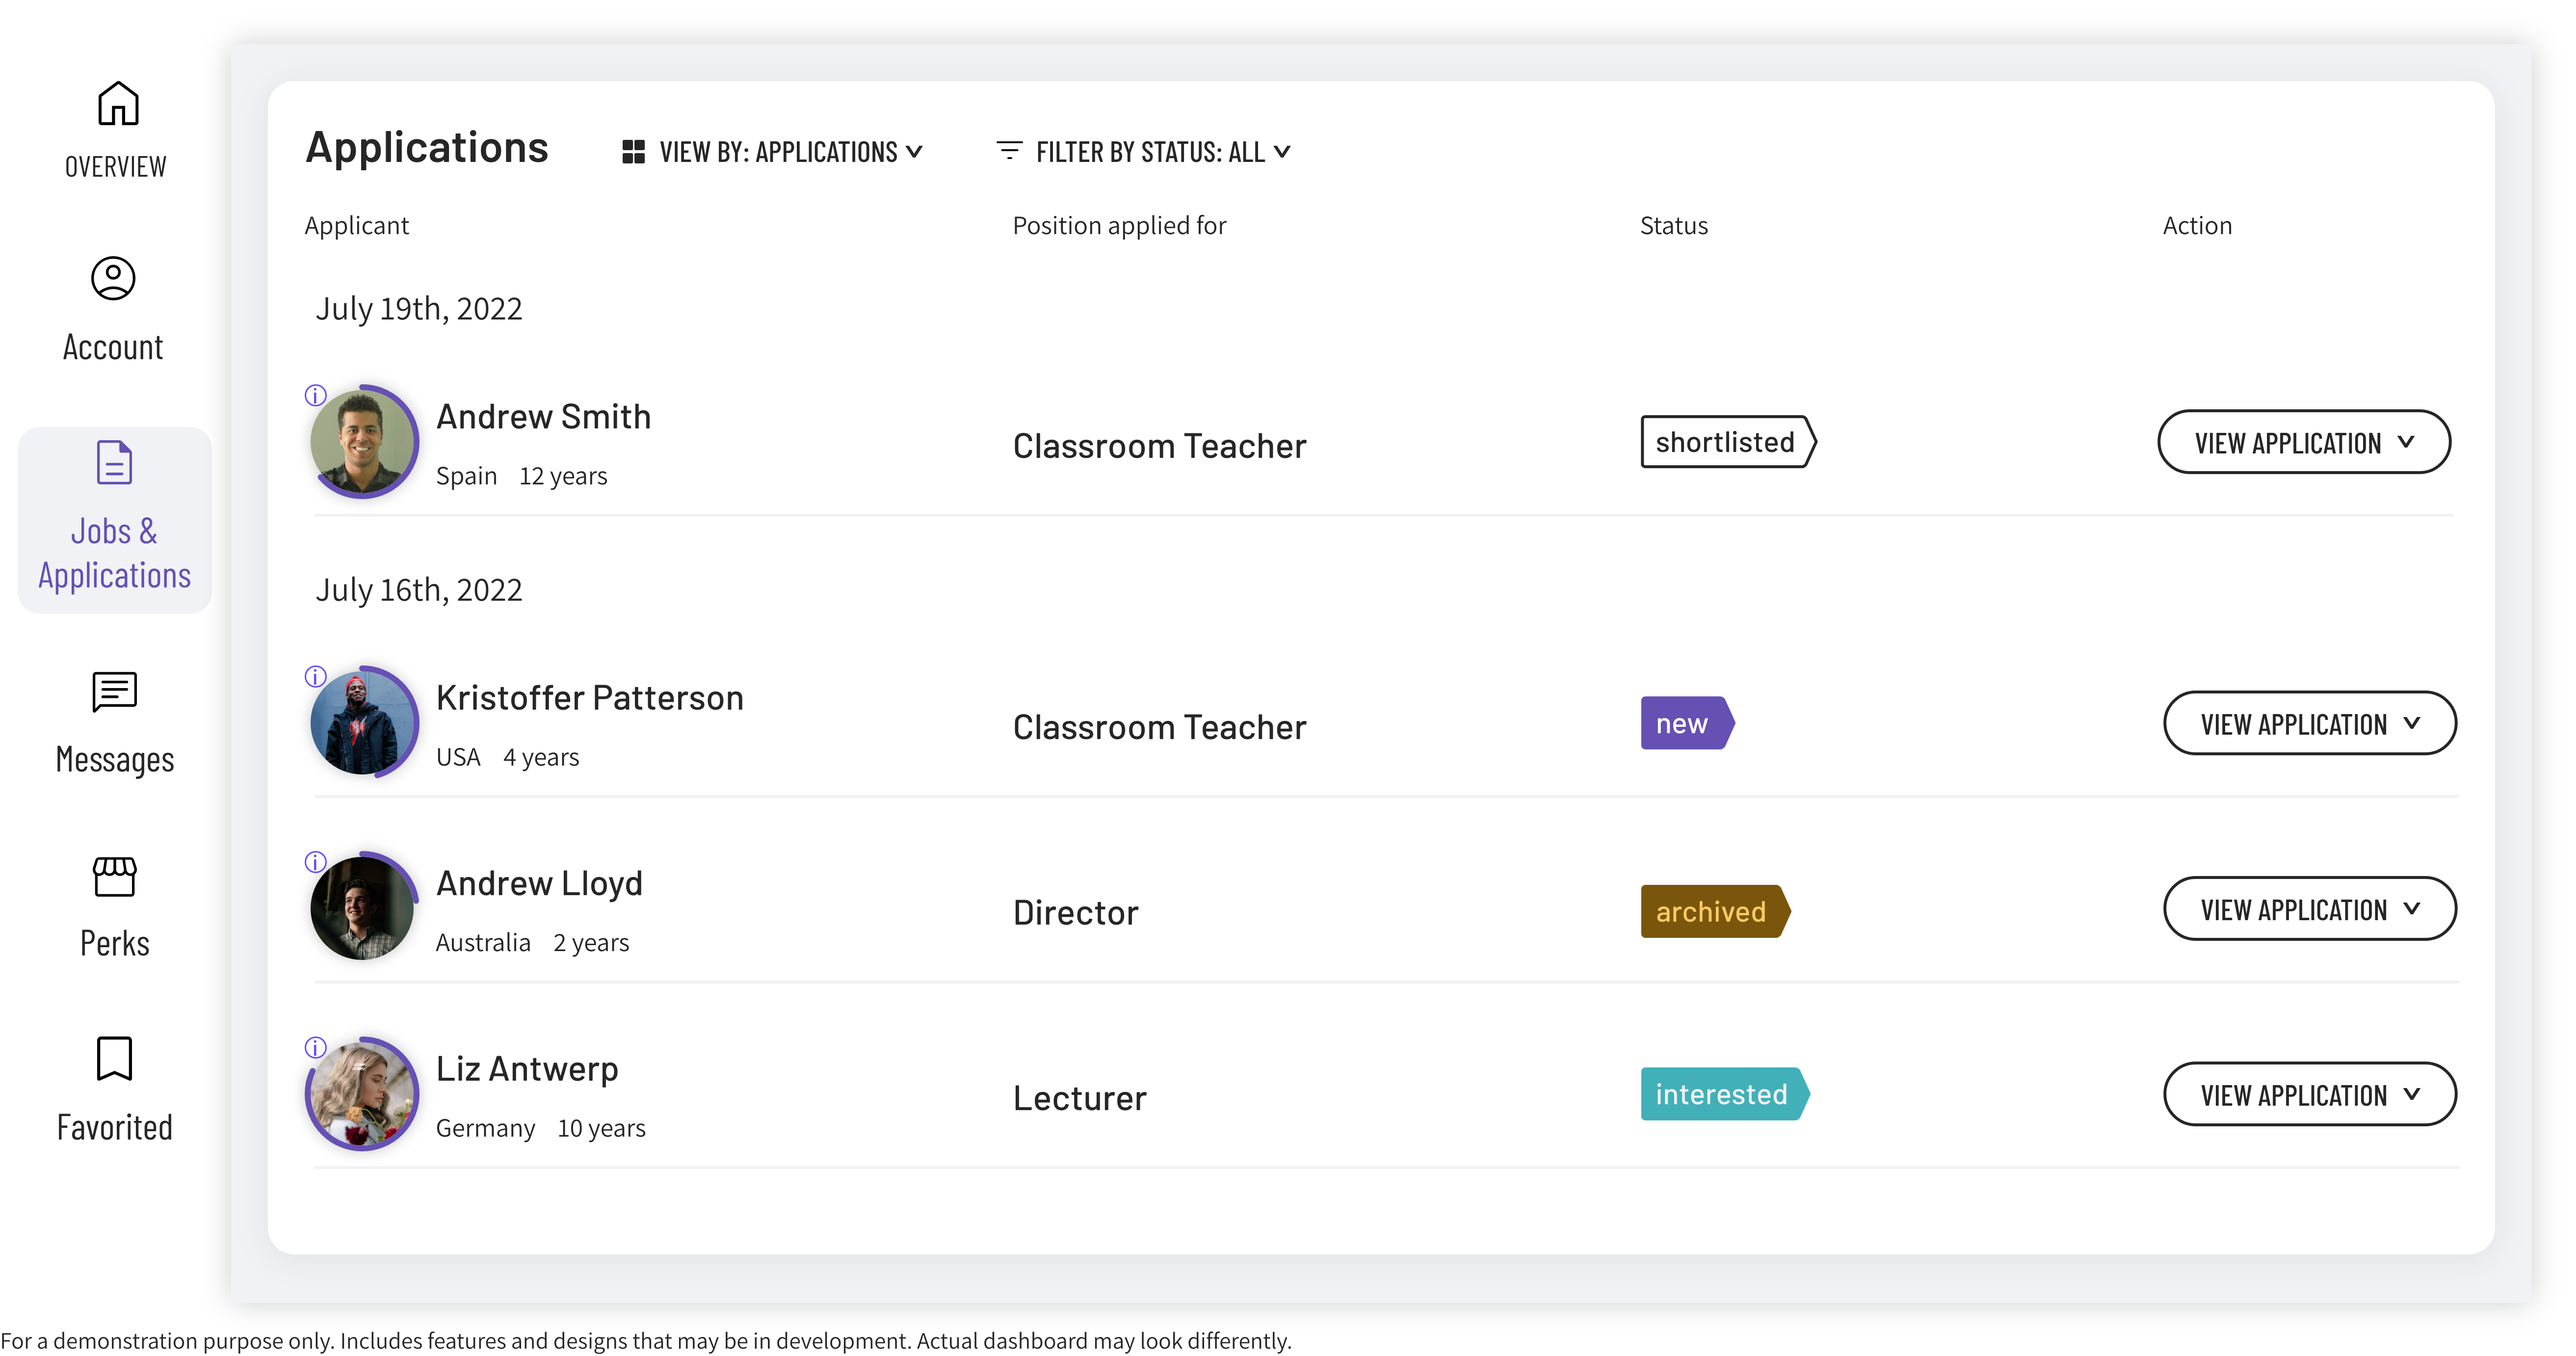 OVERVIEW
Account
Jobs &
Applications
Messages
Perks
Favorited
Applications
VIEW BY: APPLICATIONS
FILTER BY STATUS: ALL
Applicant
Position applied for
Status
Action
July 19th, 2022
Andrew Smith
Spain 12 years
Classroom Teacher
shortlisted
VIEW APPLICATION
July 16th, 2022
Kristoffer Patterson
USA 4 years
Classroom Teacher
new
VIEW APPLICATION
Andrew Lloyd
Australia 2 years
Director
archived
VIEW APPLICATION
Liz Antwerp
Germany 10 years
Lecturer
interested
VIEW APPLICATION
For a demonstration purpose only. Includes features and designs that may be in development. Actual dashboard may look differently.